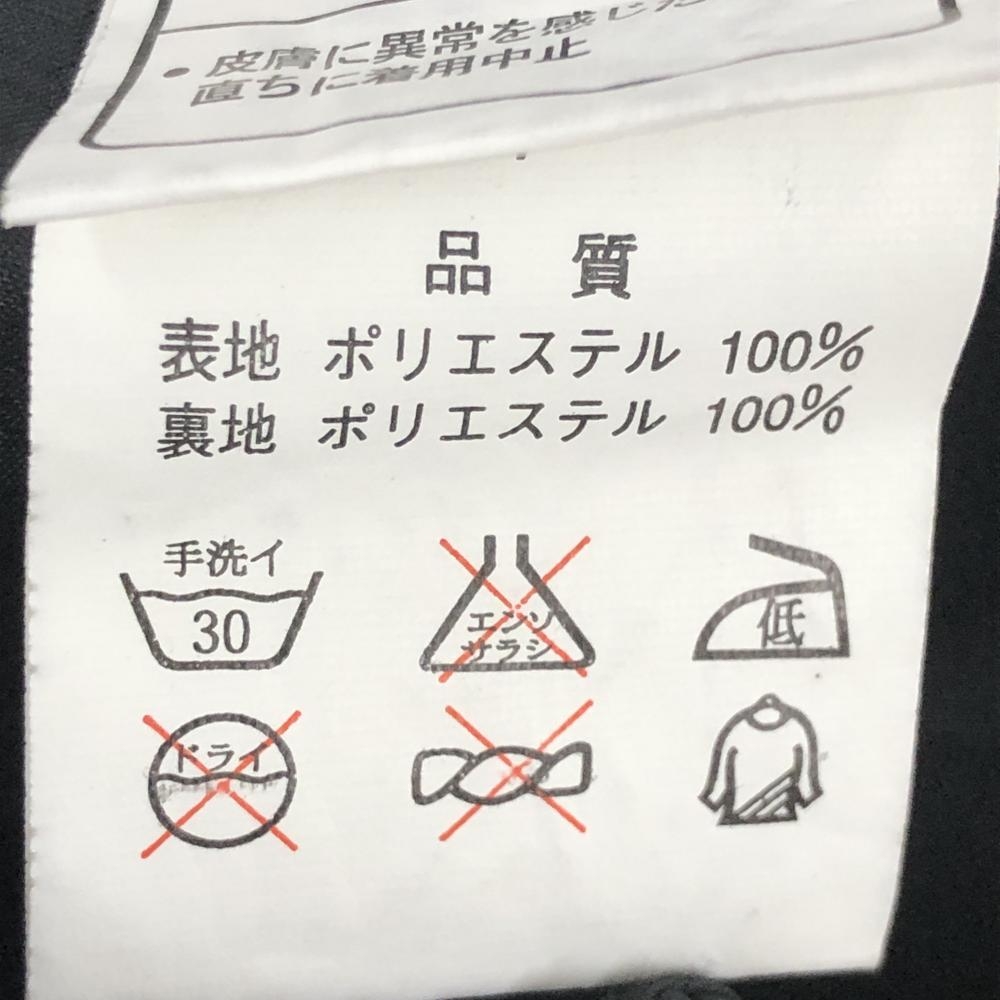 ・皮膚に異常を感じた
直ちに着用中止
品質
表地 ポリエステル 100%
裏地 ポリエステル 100%
手洗イ
30
エンソ
サラシ
低
ドライ